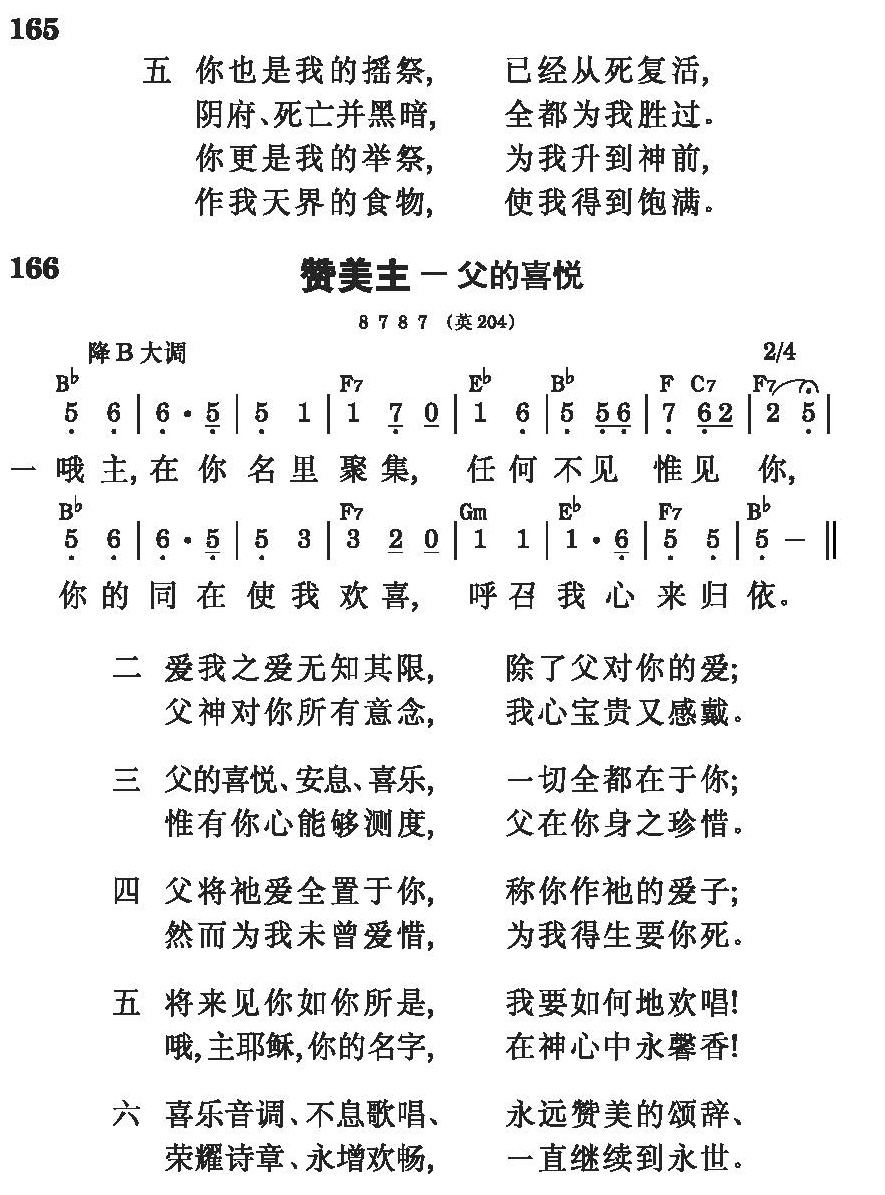 165
五 你也是我的摇祭, 已经从死复活,
阴府、死亡并黑暗, 全都为我胜过。
你更是我的举祭, 为我升到神前,
作我天界的食物, 使我得到饱满。
166 赞美主 — 父的喜悦
8 7 8 7 (英204)
降B大调 2/4
B♭ F7 E♭ B♭ F C7 F7
5 6 | 6 · 5 | 5 1 | 1 7 0 | 1 6 | 5 56 | 7 62 | 2 5 |
一 哦主,在你名里聚集, 任何不见惟见你,
B♭ F7 Gm E♭ F7 B♭
5 6 | 6 · 5 | 5 3 | 3 2 0 | 1 1 | 1 · 6 | 5 5 | 5 — ‖
你的同在使我欢喜, 呼召我心来归依。
二 爱我之爱无知其限, 除了父对你的爱;
父神对你所有意念, 我心宝贵又感戴。
三 父的喜悦、安息、喜乐, 一切全都在于你;
惟有你心能够测度, 父在你身之珍惜。
四 父将祂爱全置于你, 称你作祂的爱子;
然而为我未曾爱惜, 为我得生要你死。
五 将来见你如你所是, 我要如何地欢唱!
哦,主耶稣,你的名字, 在神心中永馨香!
六 喜乐音调、不息歌唱、 永远赞美的颂辞、
荣耀诗章、永增欢畅, 一直继续到永世。